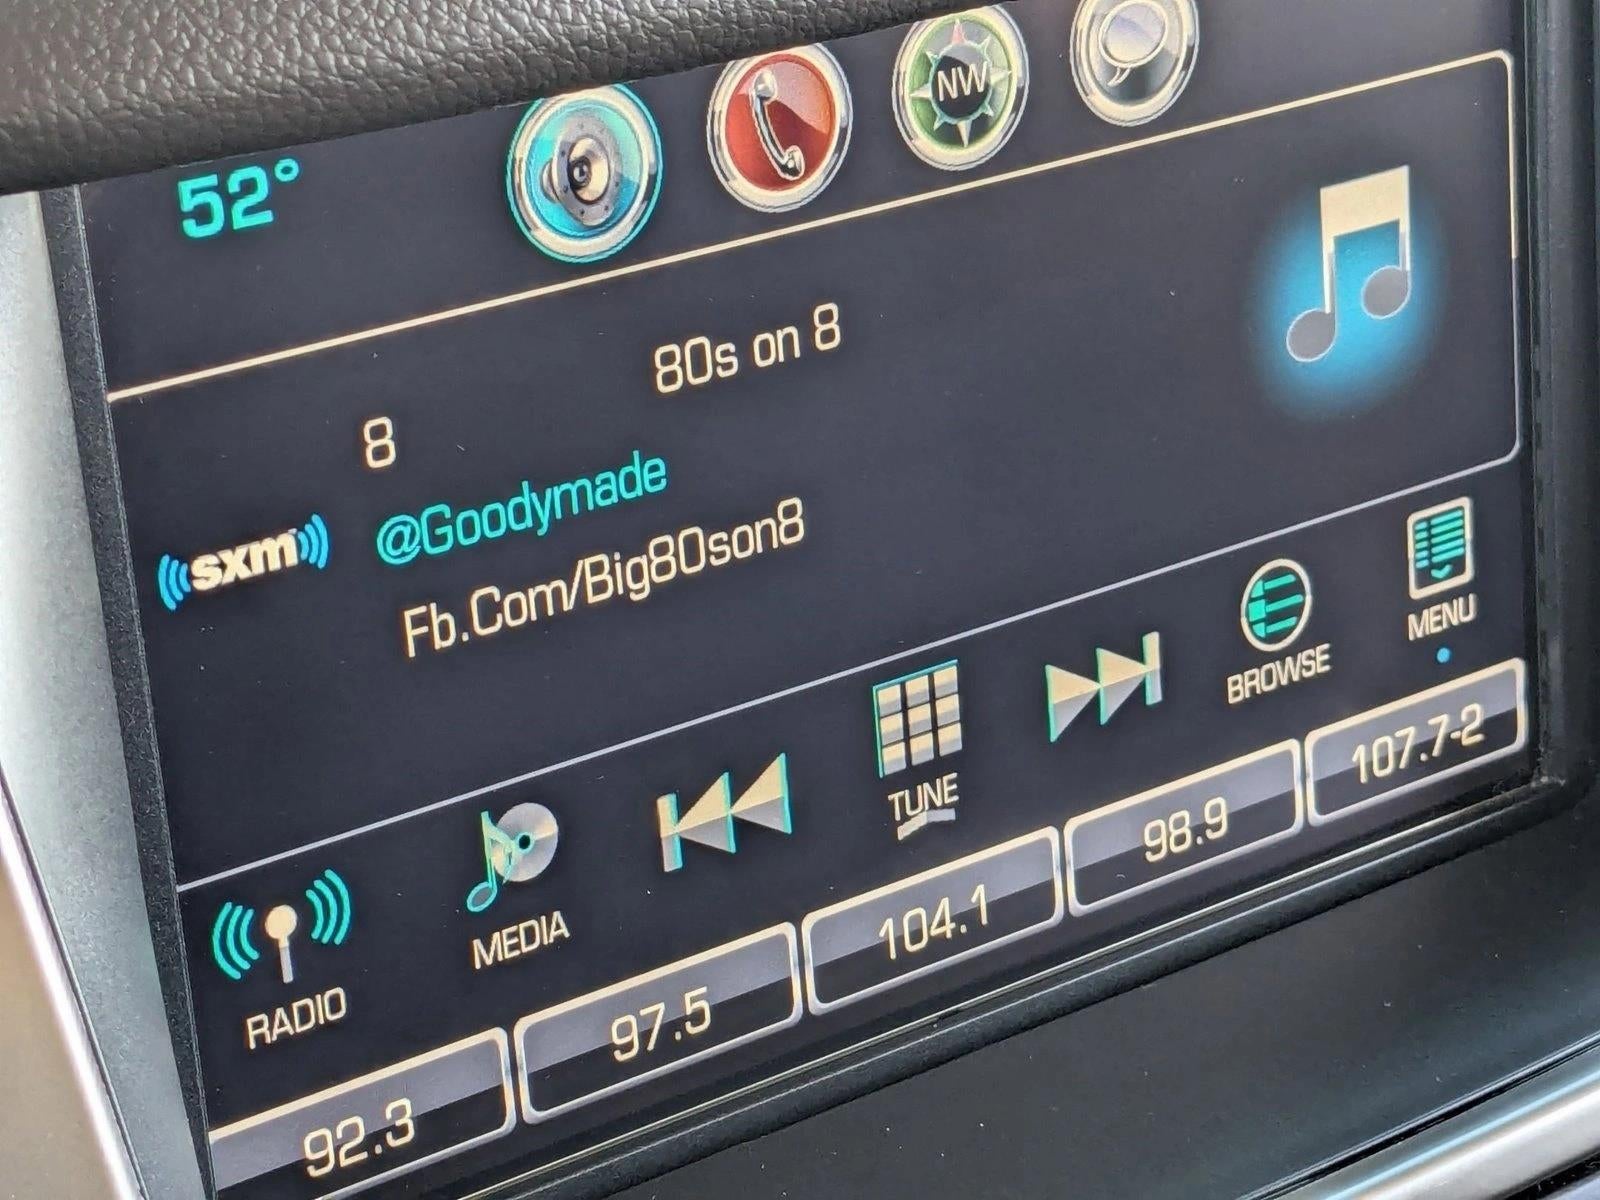 52°
NW
80s on 8
8
sxm
@Goodymade
Fb.Com/Big80son8
RADIO
MEDIA
TUNE
BROWSE
MENU
92.3
97.5
104.1
98.9
107.7-2